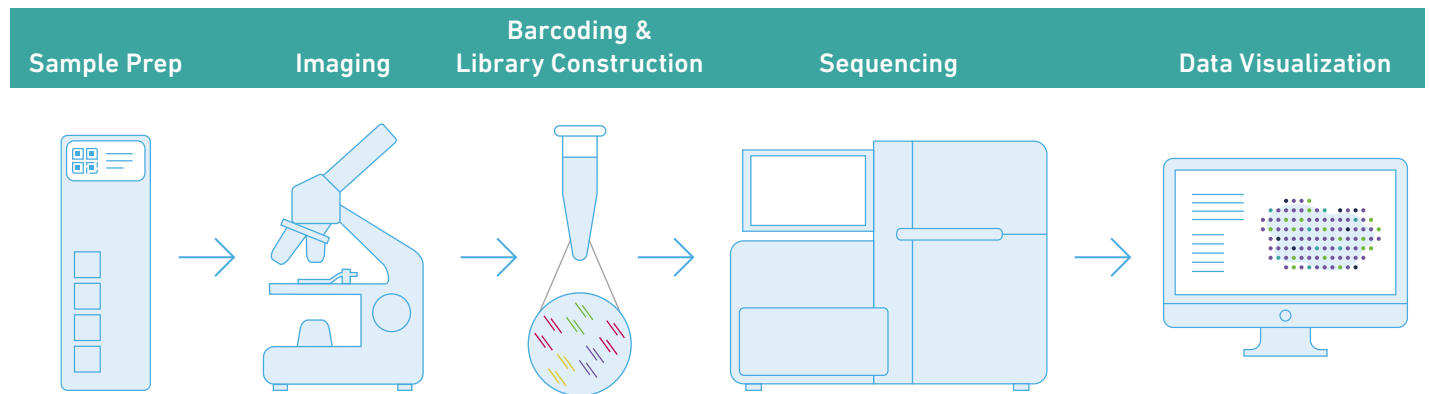 Sample Prep
Imaging
Barcoding &
Library Construction
Sequencing
Data Visualization